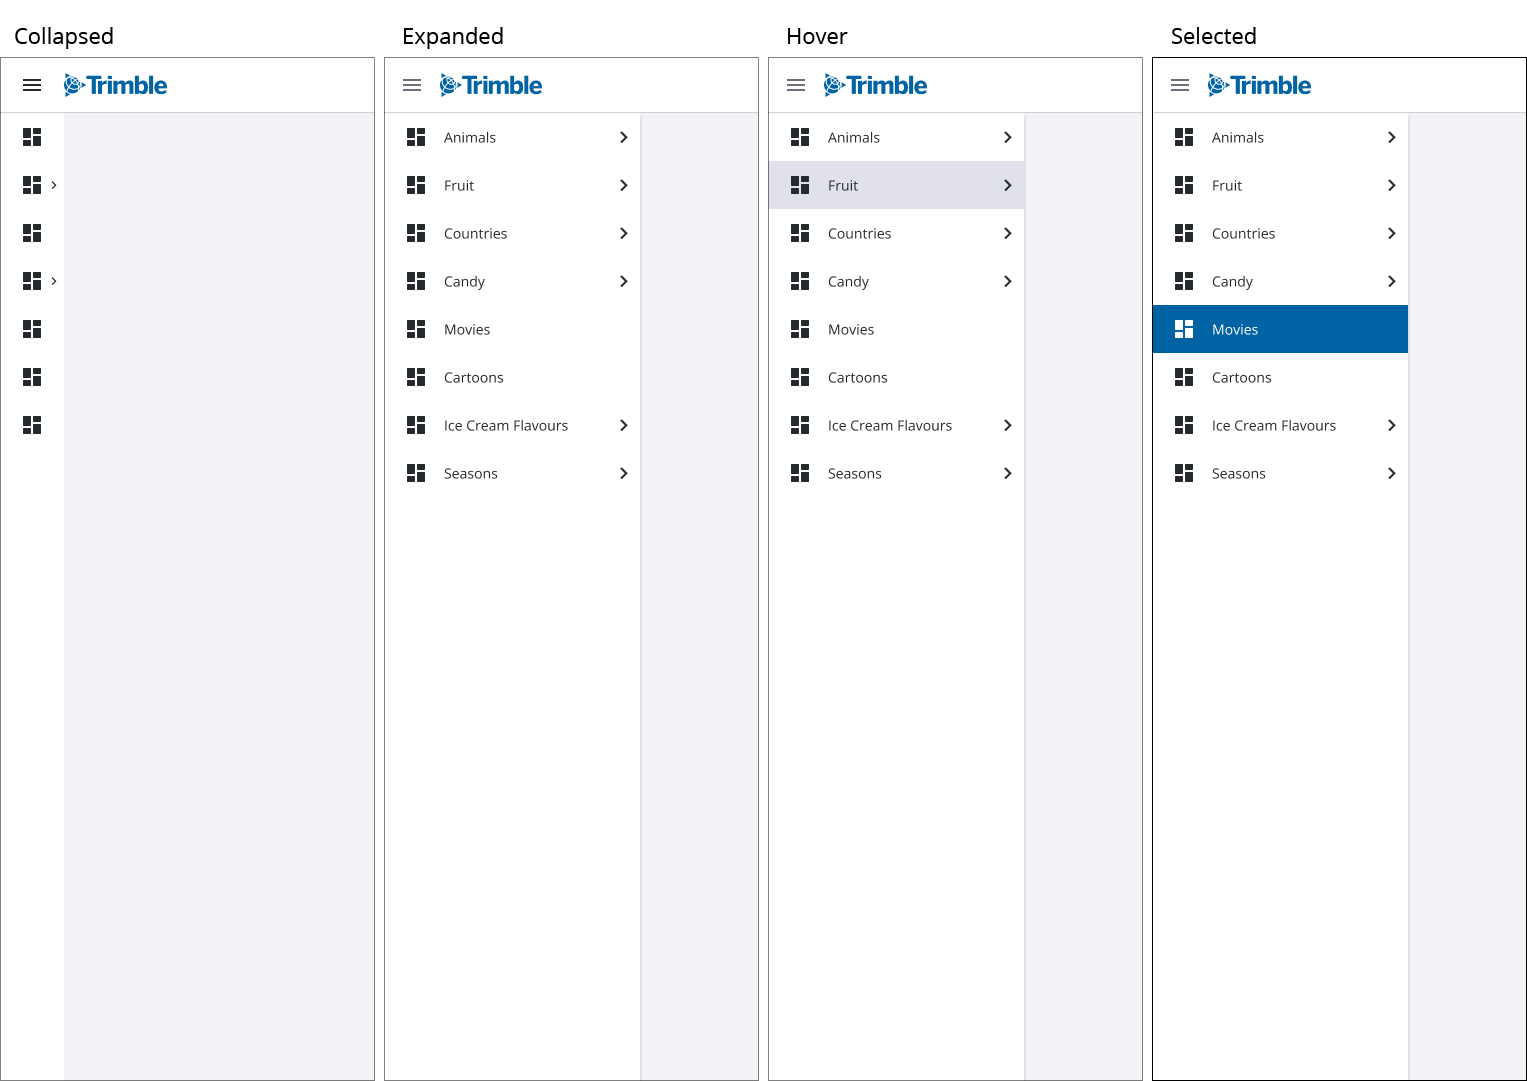 Collapsed
Trimble
Expanded
Trimble
Animals
Fruit
Countries
Candy
Movies
Cartoons
Ice Cream Flavours
Seasons
Hover
Trimble
Animals
Fruit
Countries
Candy
Movies
Cartoons
Ice Cream Flavours
Seasons
Selected
Trimble
Animals
Fruit
Countries
Candy
Movies
Cartoons
Ice Cream Flavours
Seasons